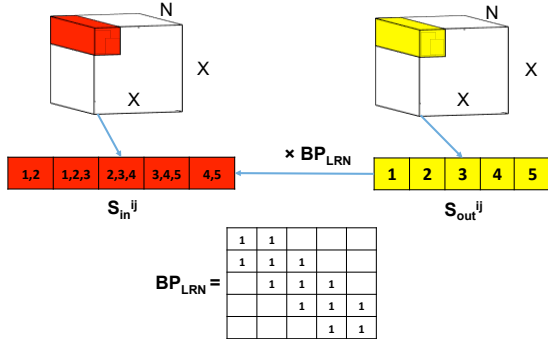 N
N
X
X
X
X
× BP_LRN
1,2 1,2,3 2,3,4 3,4,5 4,5
1 2 3 4 5
S_in^ij
S_out^ij
BP_LRN =
1 1
1 1 1
1 1 1
1 1 1
1 1